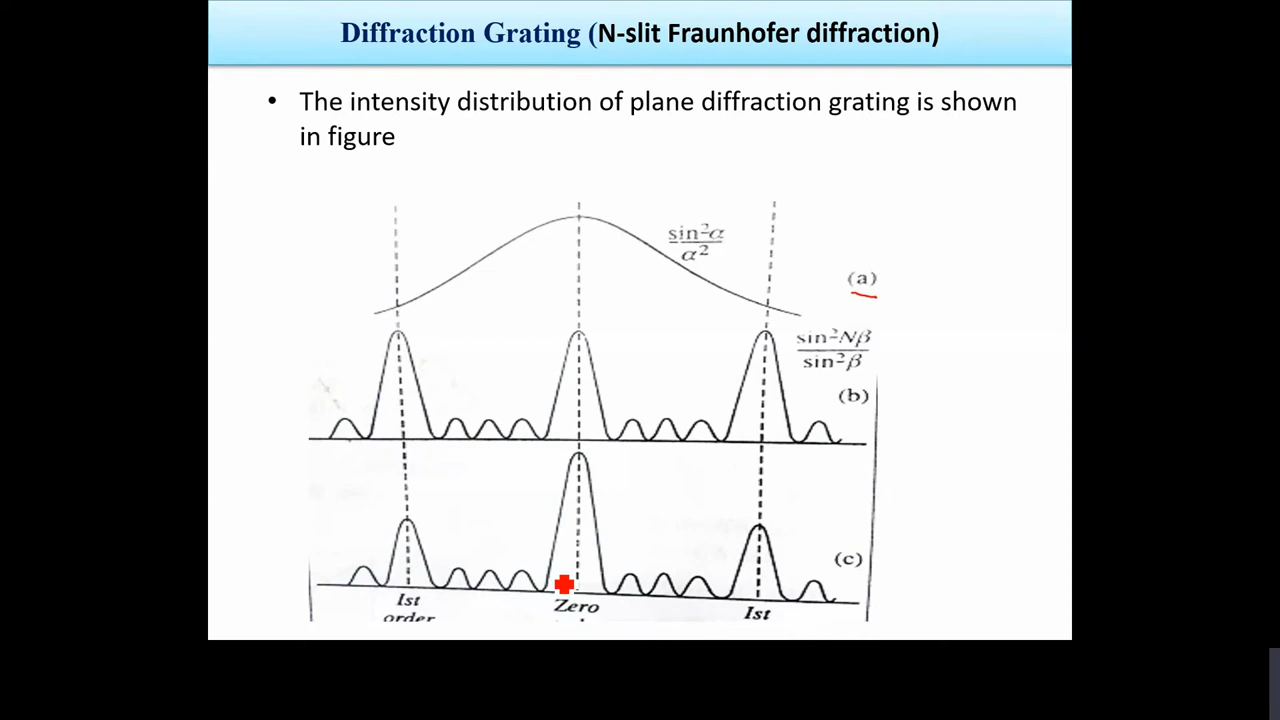 Diffraction Grating (N-slit Fraunhofer diffraction)
• The intensity distribution of plane diffraction grating is shown
in figure
sin²α
α²
(a)
sin²Nβ
sin²β
(b)
(c)
Ist
order
Zero
Ist